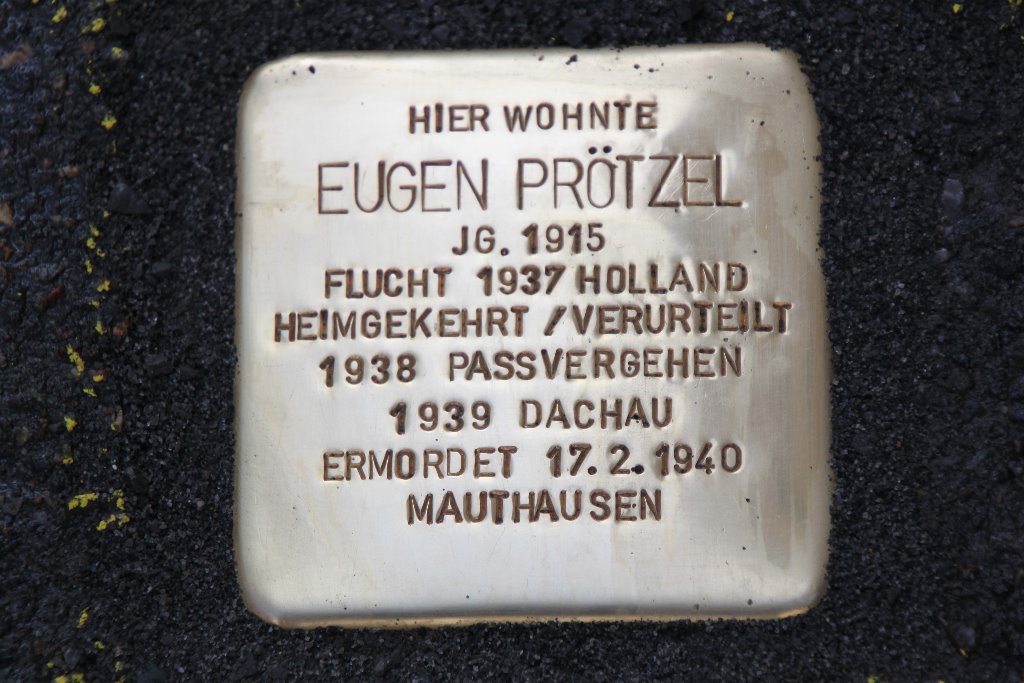 HIER WOHNTE
EUGEN PRÖTZEL
JG. 1915
FLUCHT 1937 HOLLAND
HEIMGEKEHRT / VERURTEILT
1938 PASSVERGEHEN
1939 DACHAU
ERMORDET 17.2.1940
MAUTHAUSEN